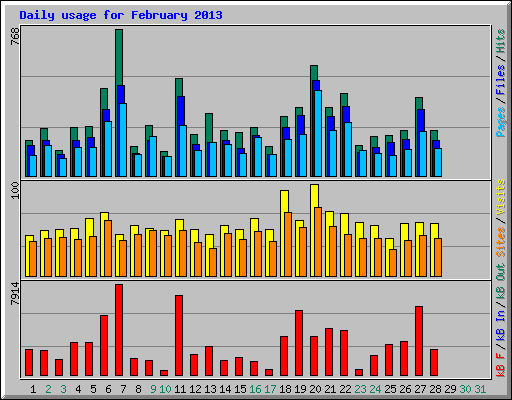 Daily usage for February 2013
768
Pages / Files / Hits
100
Sites / Visits
7914
kB F / kB In / kB Out
1 2 3 4 5 6 7 8 9 10 11 12 13 14 15 16 17 18 19 20 21 22 23 24 25 26 27 28 29 30 31